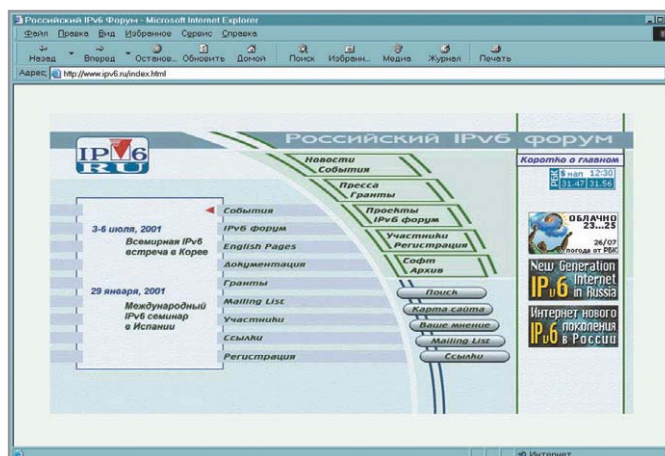 Российский IPv6 Форум - Microsoft Internet Explorer
Файл Правка Вид Избранное Сервис Справка
Назад Вперед Останов... Обновить Домой Поиск Избранн... Медиа Журнал Печать
Адрес http://www.ipv6.ru/index.html
Российский IPv6 форум
IPV6
RU
Новости
События
Пресса
Гранты
Проекты
IPv6 форум
Участники
Регистрация
Софт
Архив
Поиск
Карта сайта
Ваше мнение
Mailing List
Ссылки
3-6 июля, 2001
Всемирная IPv6
встреча в Корее
29 января, 2001
Международный
IPv6 семинар
в Испании
События
IPv6 форум
English Pages
Документация
Гранты
Mailing List
Участники
Ссылки
Регистрация
Коротко о главном
РБК $ нал 12:30
31.47 31.56
ОБЛАЧНО
23...25
26/07
погода от РБК
New Generation
IPv6 Internet
in Russia
Интернет нового
IPv6 поколения
в России
Интернет